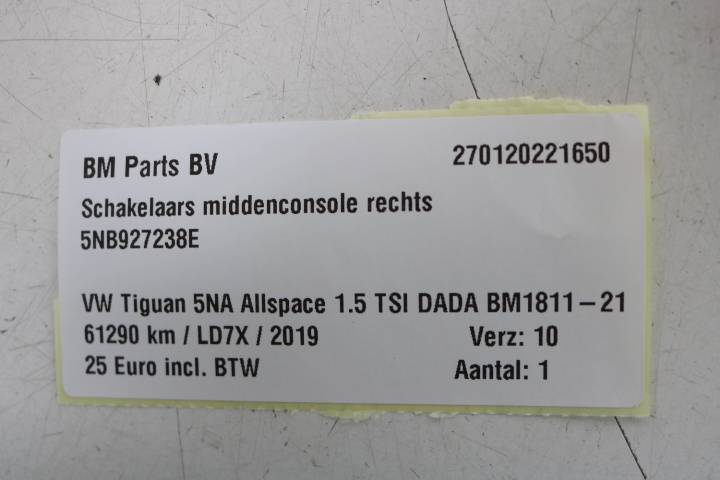 BM Parts BV 270120221650
Schakelaars middenconsole rechts
5NB927238E
VW Tiguan 5NA Allspace 1.5 TSI DADA BM1811-21
61290 km / LD7X / 2019 Verz: 10
25 Euro incl. BTW Aantal: 1